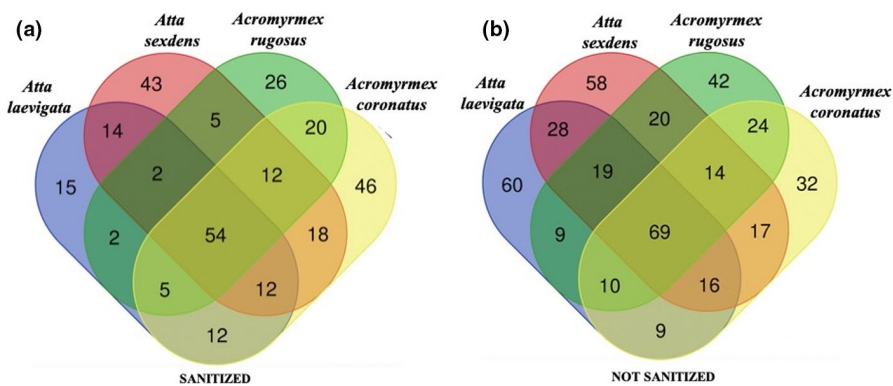 (a)
Atta
sexdens
Acromyrmex
rugosus
Atta
laevigata
Acromyrmex
coronatus
43
26
14
5
20
15
2
12
46
2
54
18
5
12
12
SANITIZED
(b)
Atta
sexdens
Acromyrmex
rugosus
Atta
laevigata
Acromyrmex
coronatus
58
42
28
20
24
60
19
14
32
9
69
17
10
16
9
NOT SANITIZED